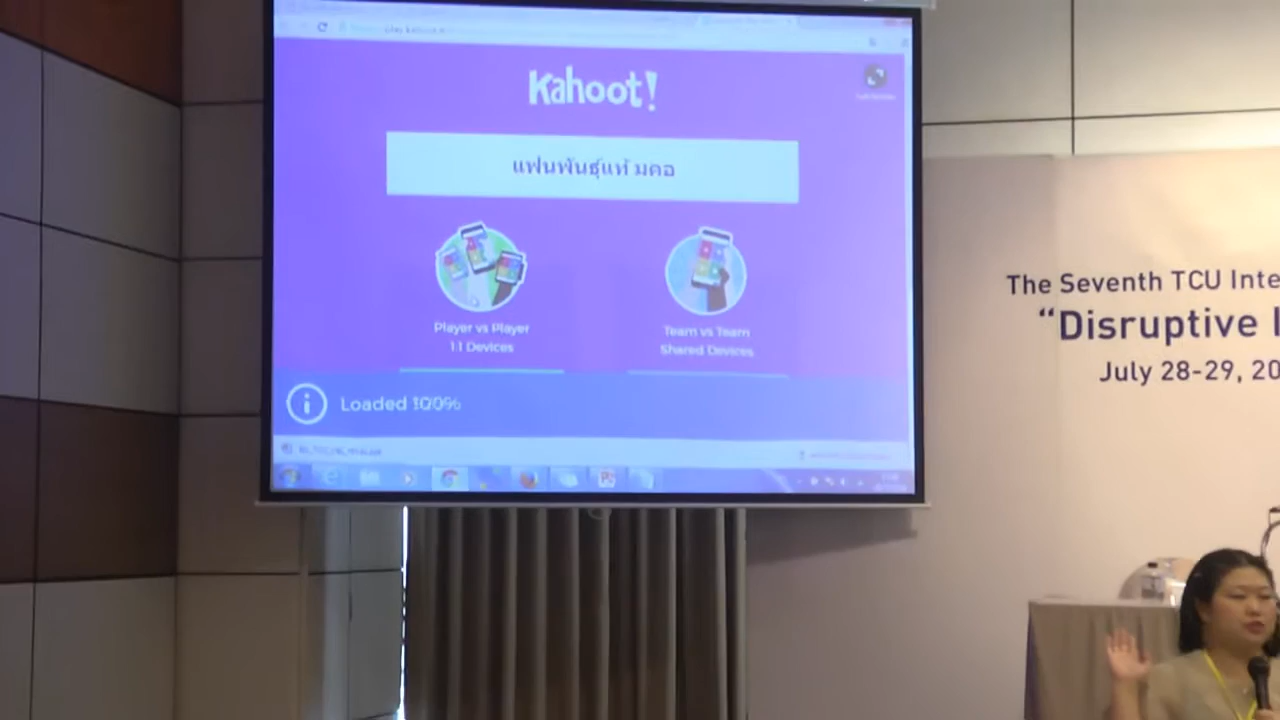 Kahoot!
แฟนพันธุ์แท้ มคอ
Player vs Player
1:1 Devices
Team vs Team
Shared Devices
Loaded 100%
The Seventh TCU Inte
“Disruptive I
July 28-29, 20